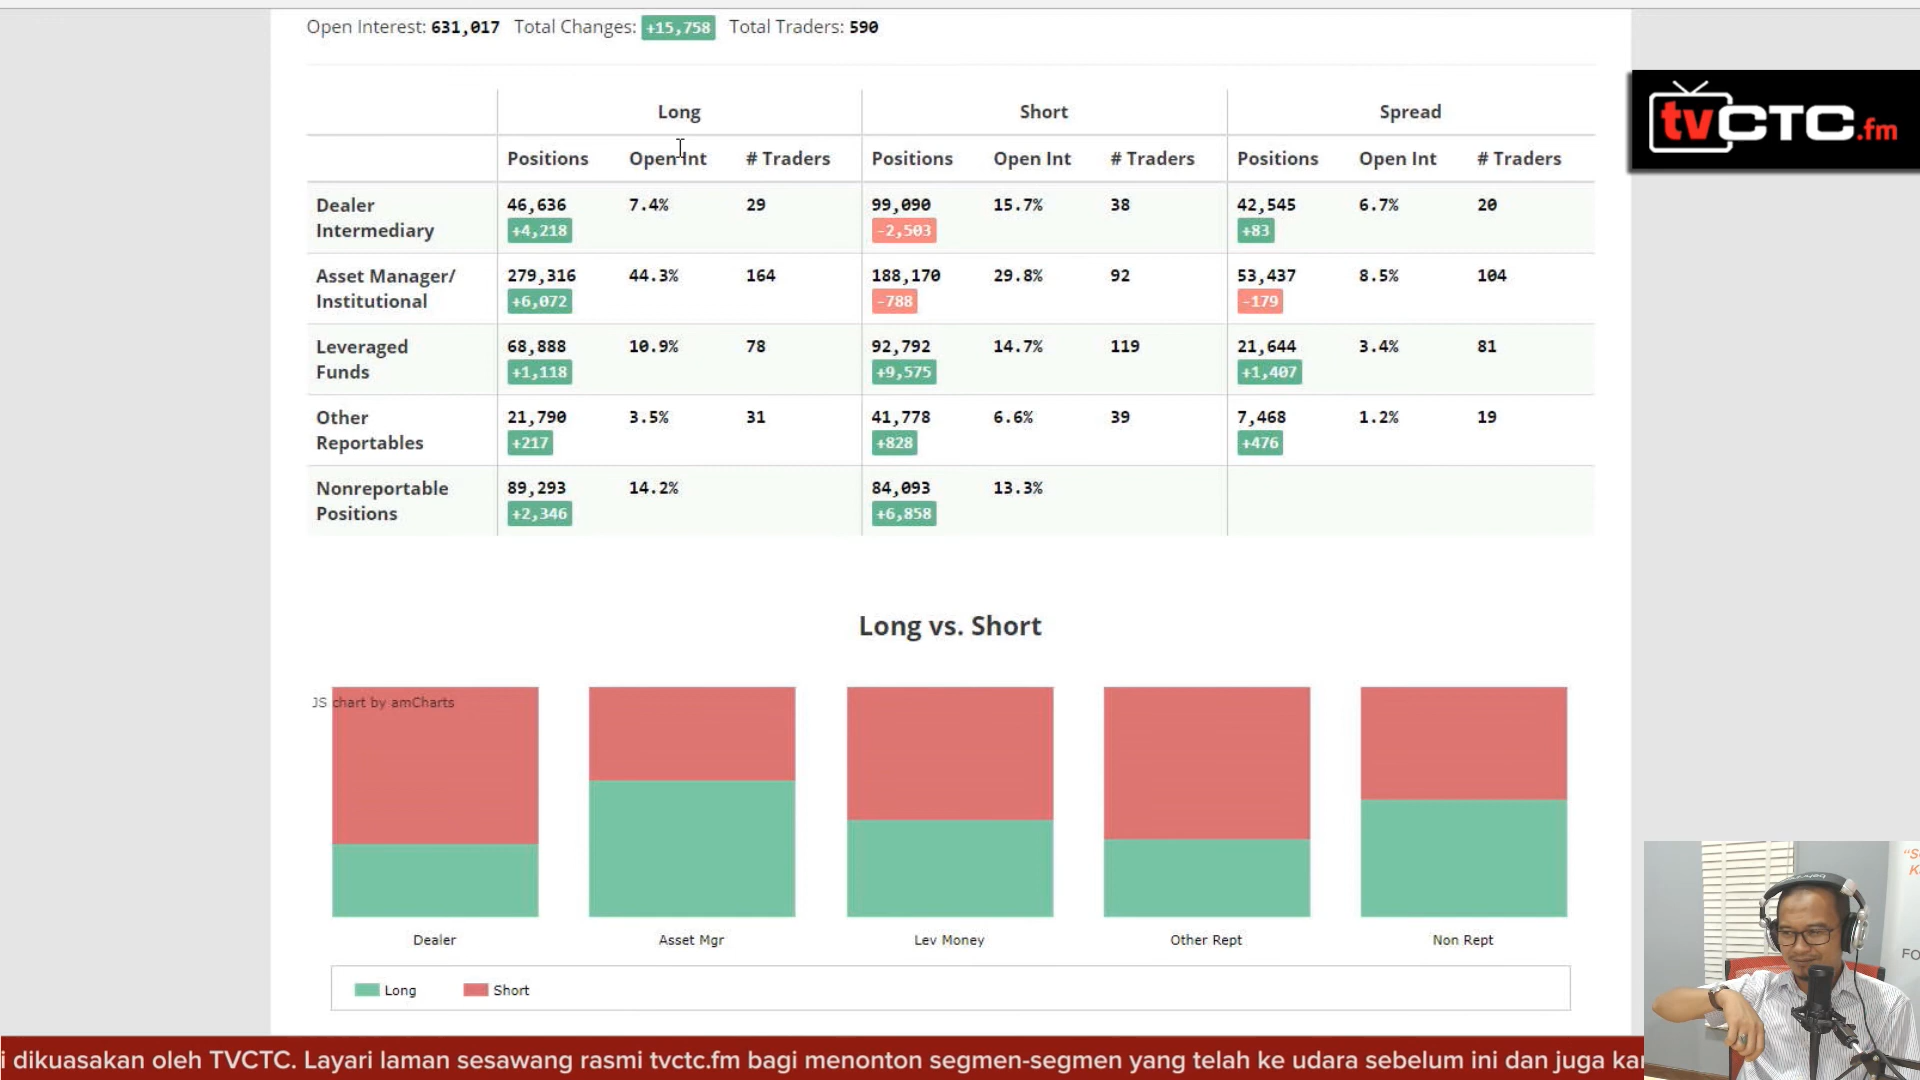 Open Interest: 631,017 Total Changes: +15,758 Total Traders: 590
tvCTC.fm
Long Short Spread
Positions Open Int # Traders Positions Open Int # Traders Positions Open Int # Traders
Dealer Intermediary 46,636 7.4% 29 99,090 15.7% 38 42,545 6.7% 20
+4,218 -2,503 +83
Asset Manager/ Institutional 279,316 44.3% 164 188,170 29.8% 92 53,437 8.5% 104
+6,072 -788 -179
Leveraged Funds 68,888 10.9% 78 92,792 14.7% 119 21,644 3.4% 81
+1,118 +9,575 +1,407
Other Reportables 21,790 3.5% 31 41,778 6.6% 39 7,468 1.2% 19
+217 +828 +476
Nonreportable Positions 89,293 14.2% 84,093 13.3%
+2,346 +6,858
Long vs. Short
JS chart by amCharts
Dealer Asset Mgr Lev Money Other Rept Non Rept
Long Short
FO
i dikuasakan oleh TVCTC. Layari laman sesawang rasmi tvctc.fm bagi menonton segmen-segmen yang telah ke udara sebelum ini dan juga